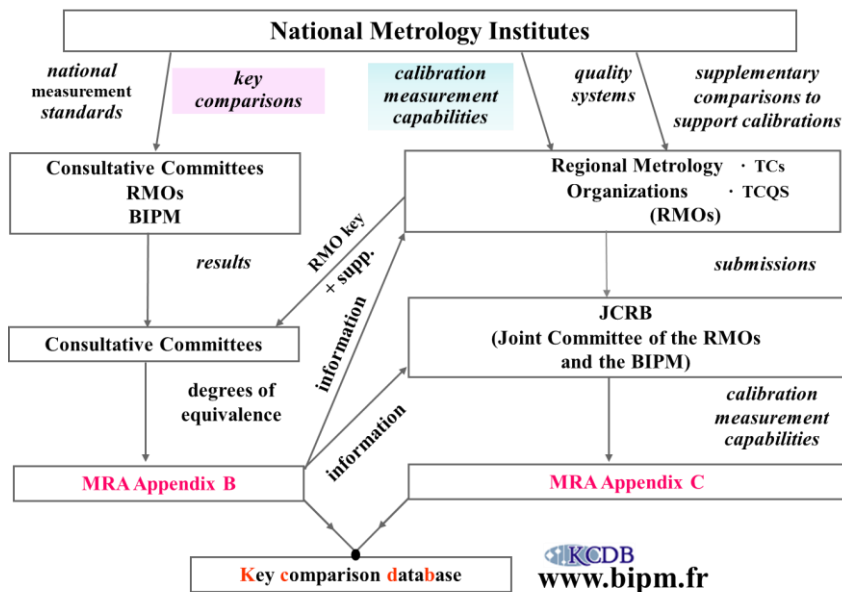 National Metrology Institutes
national
measurement
standards
key
comparisons
calibration
measurement
capabilities
quality
systems
supplementary
comparisons to
support calibrations
Consultative Committees
RMOs
BIPM
Regional Metrology · TCs
Organizations · TCQS
(RMOs)
results
RMO key
+ supp.
submissions
information
JCRB
(Joint Committee of the RMOs
and the BIPM)
Consultative Committees
degrees of
equivalence
information
calibration
measurement
capabilities
MRA Appendix B
MRA Appendix C
Key comparison database
KCDB
www.bipm.fr